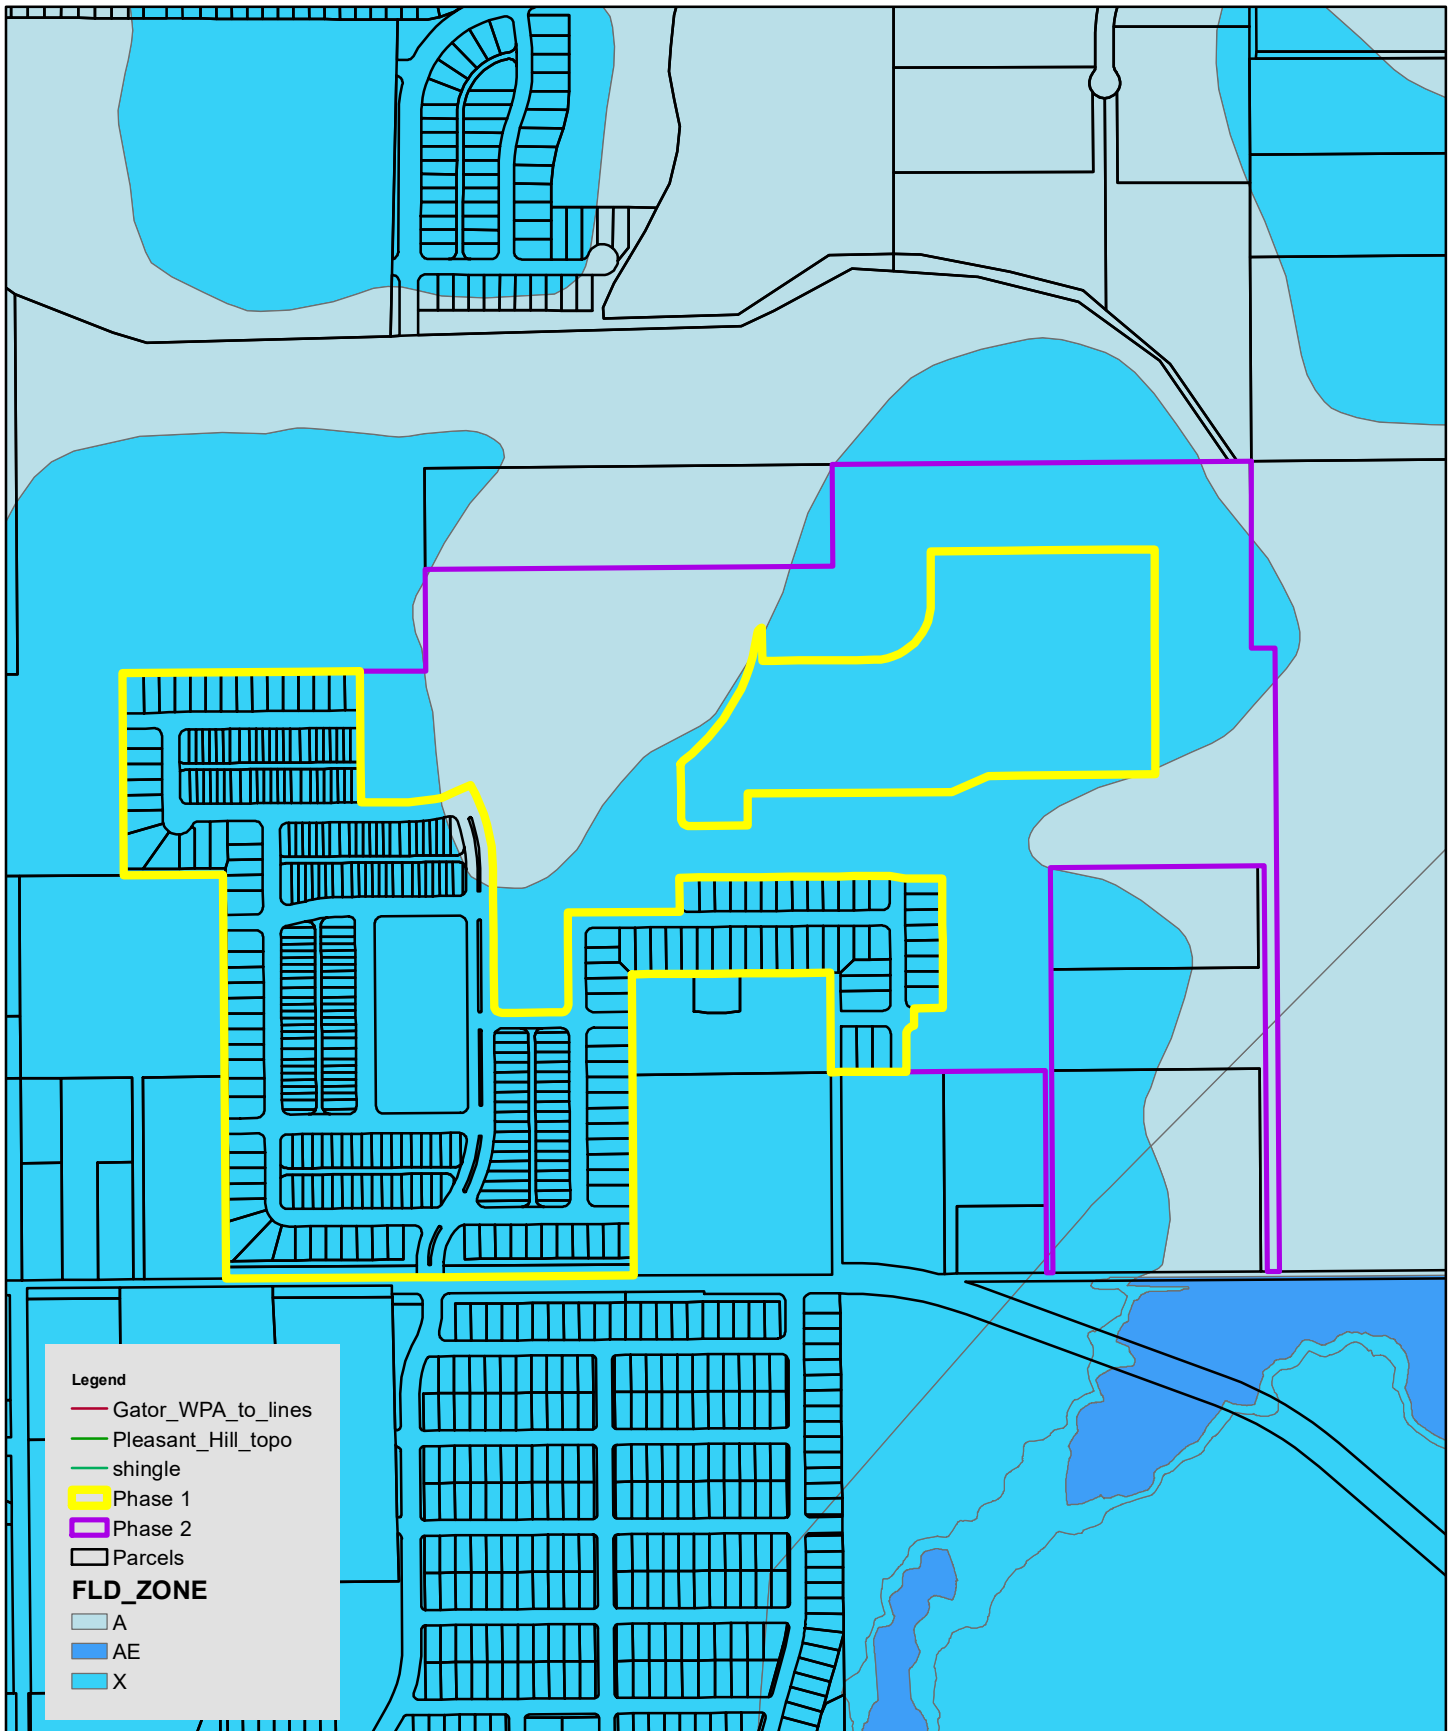 Legend
Gator_WPA_to_lines
Pleasant_Hill_topo
shingle
Phase 1
Phase 2
Parcels
FLD_ZONE
A
AE
X